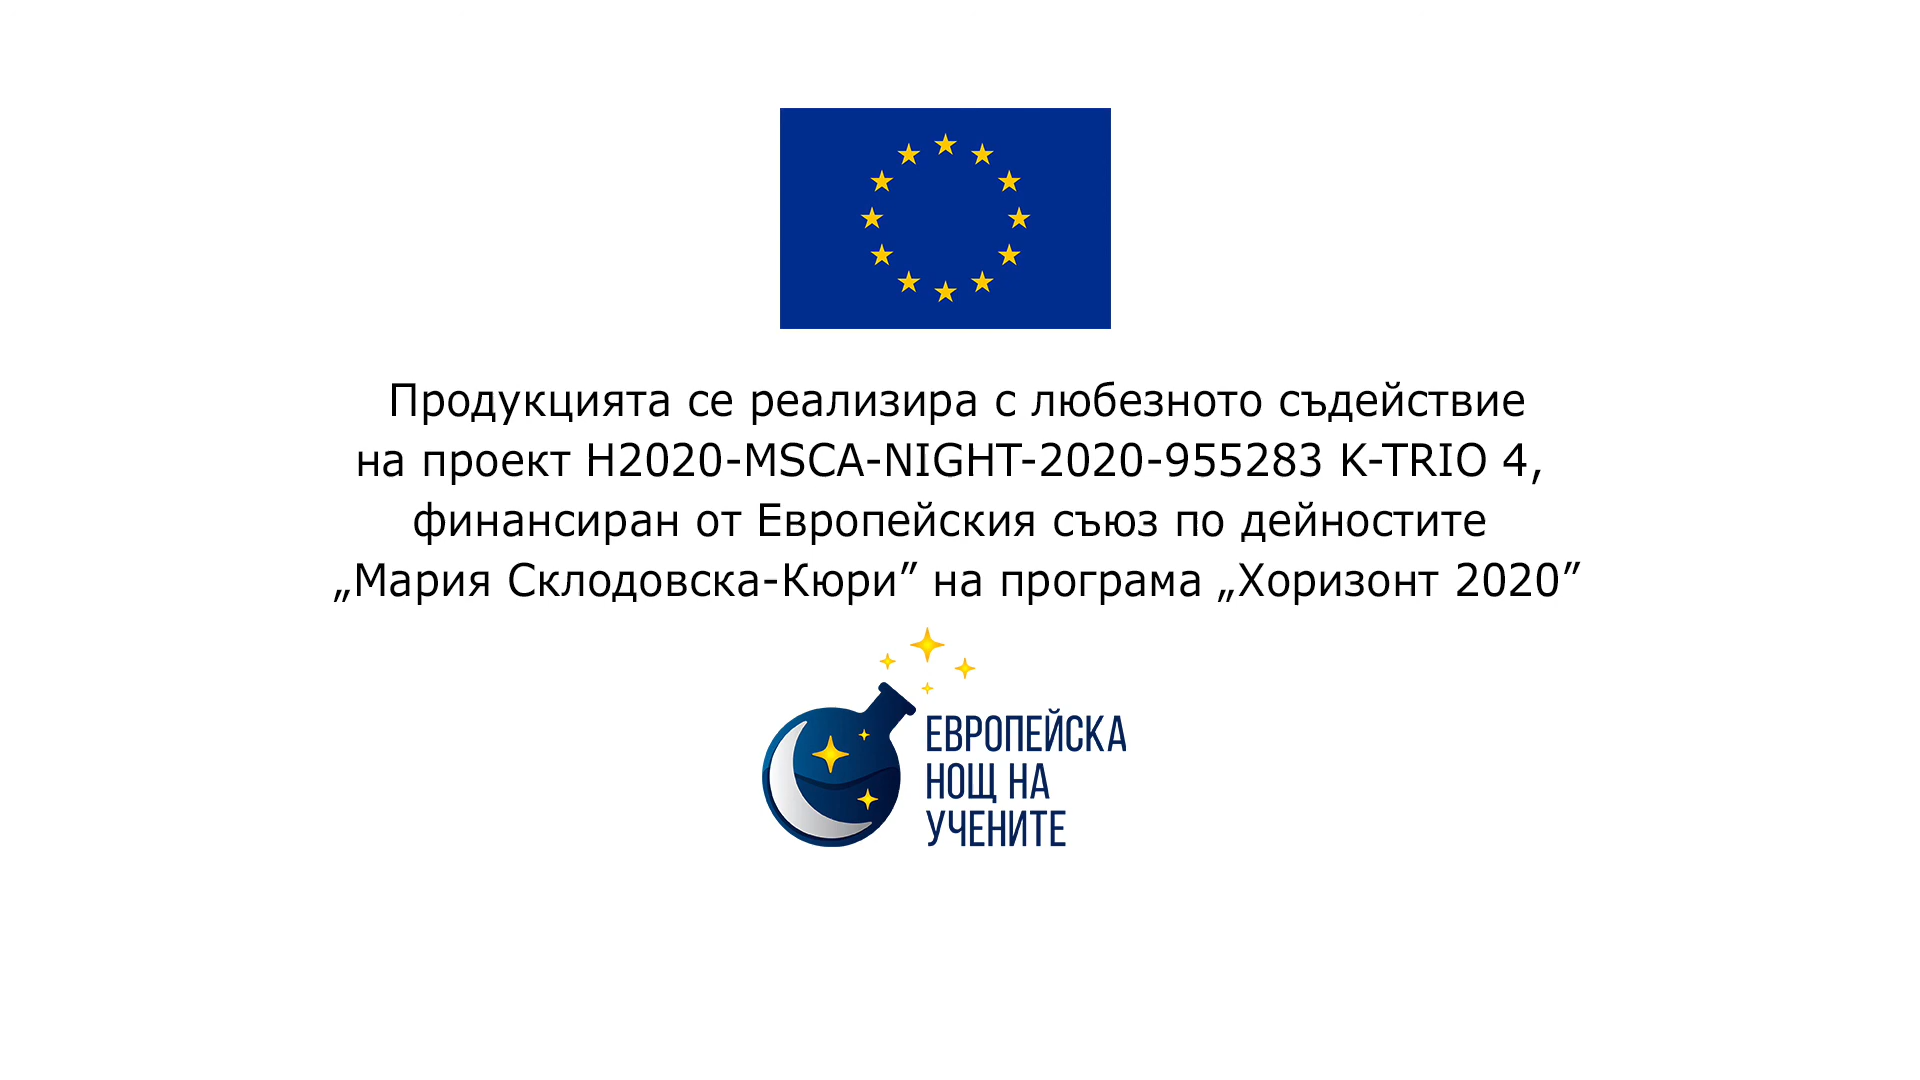 Продукцията се реализира с любезното съдействие
на проект H2020-MSCA-NIGHT-2020-955283 K-TRIO 4,
финансиран от Европейския съюз по дейностите
„Мария Склодовска-Кюри” на програма „Хоризонт 2020”
ЕВРОПЕЙСКА
НОЩ НА
УЧЕНИТЕ